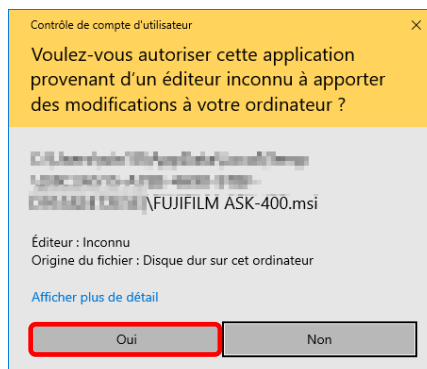 Contrôle de compte d'utilisateur
Voulez-vous autoriser cette application
provenant d'un éditeur inconnu à apporter
des modifications à votre ordinateur ?
\FUJIFILM ASK-400.msi
Éditeur : Inconnu
Origine du fichier : Disque dur sur cet ordinateur
Afficher plus de détail
Oui
Non